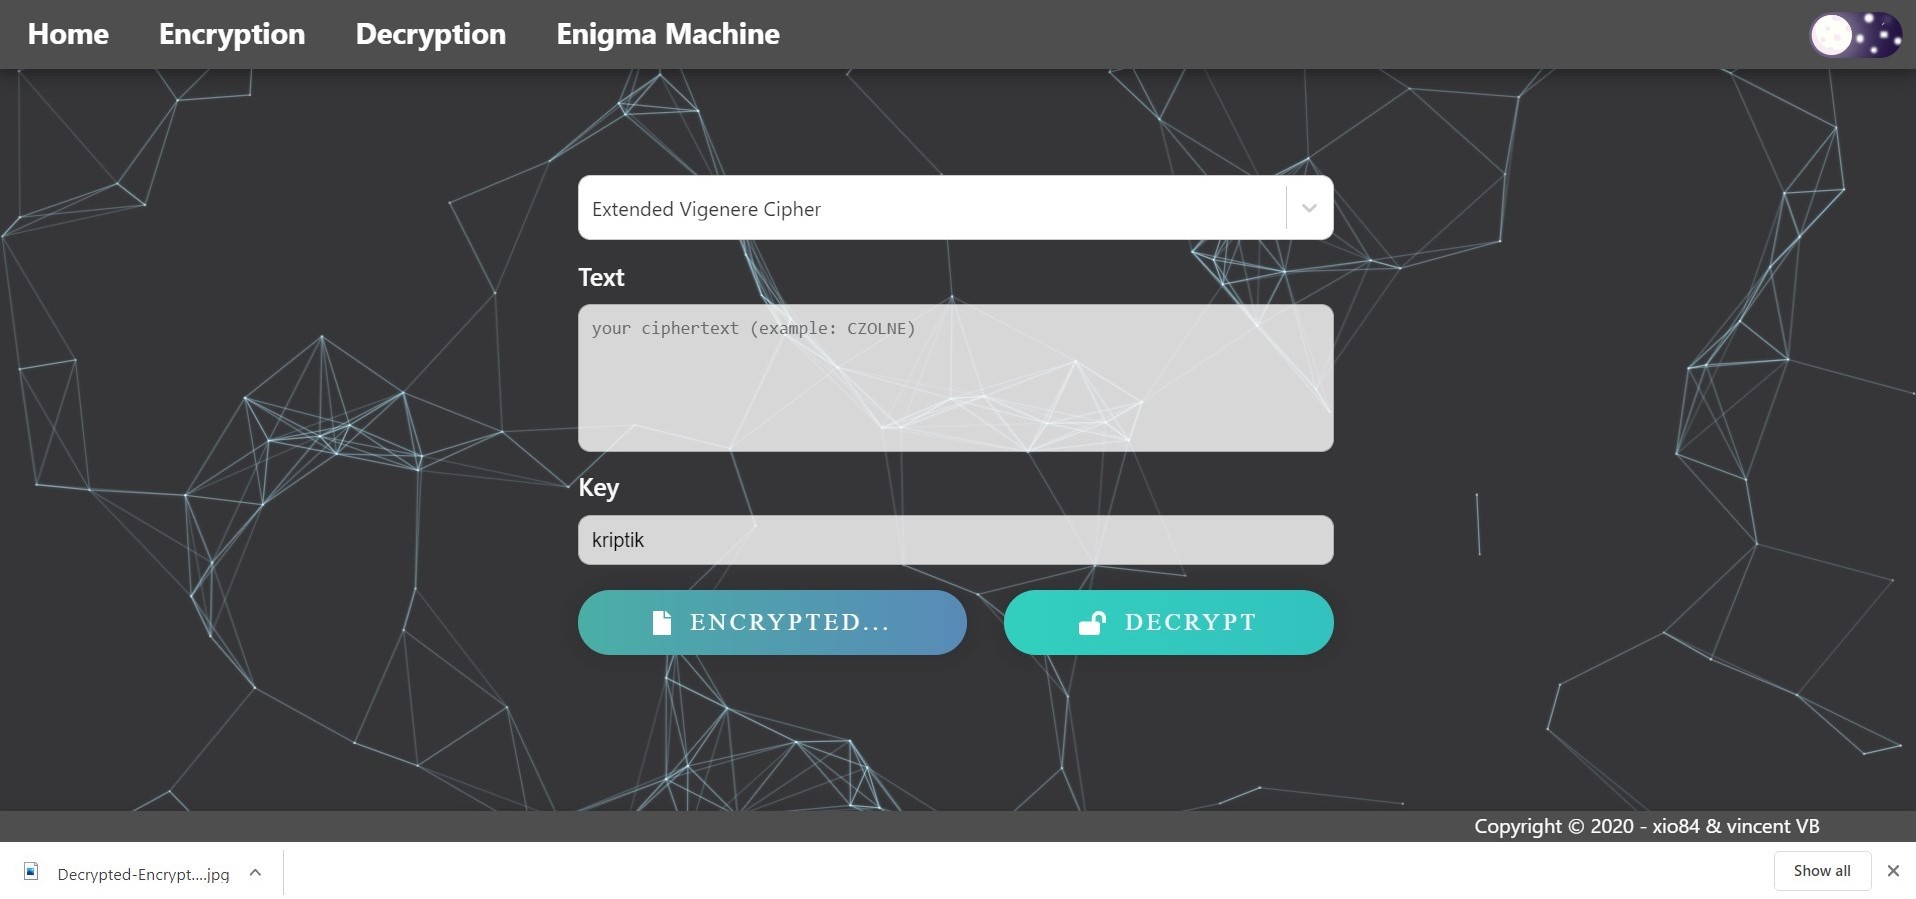 Home Encryption Decryption Enigma Machine
Extended Vigenere Cipher
Text
your ciphertext (example: CZOLNE)
Key
kriptik
ENCRYPTED... DECRYPT
Copyright © 2020 - xio84 & vincent VB
Decrypted-Encrypt....jpg Show all